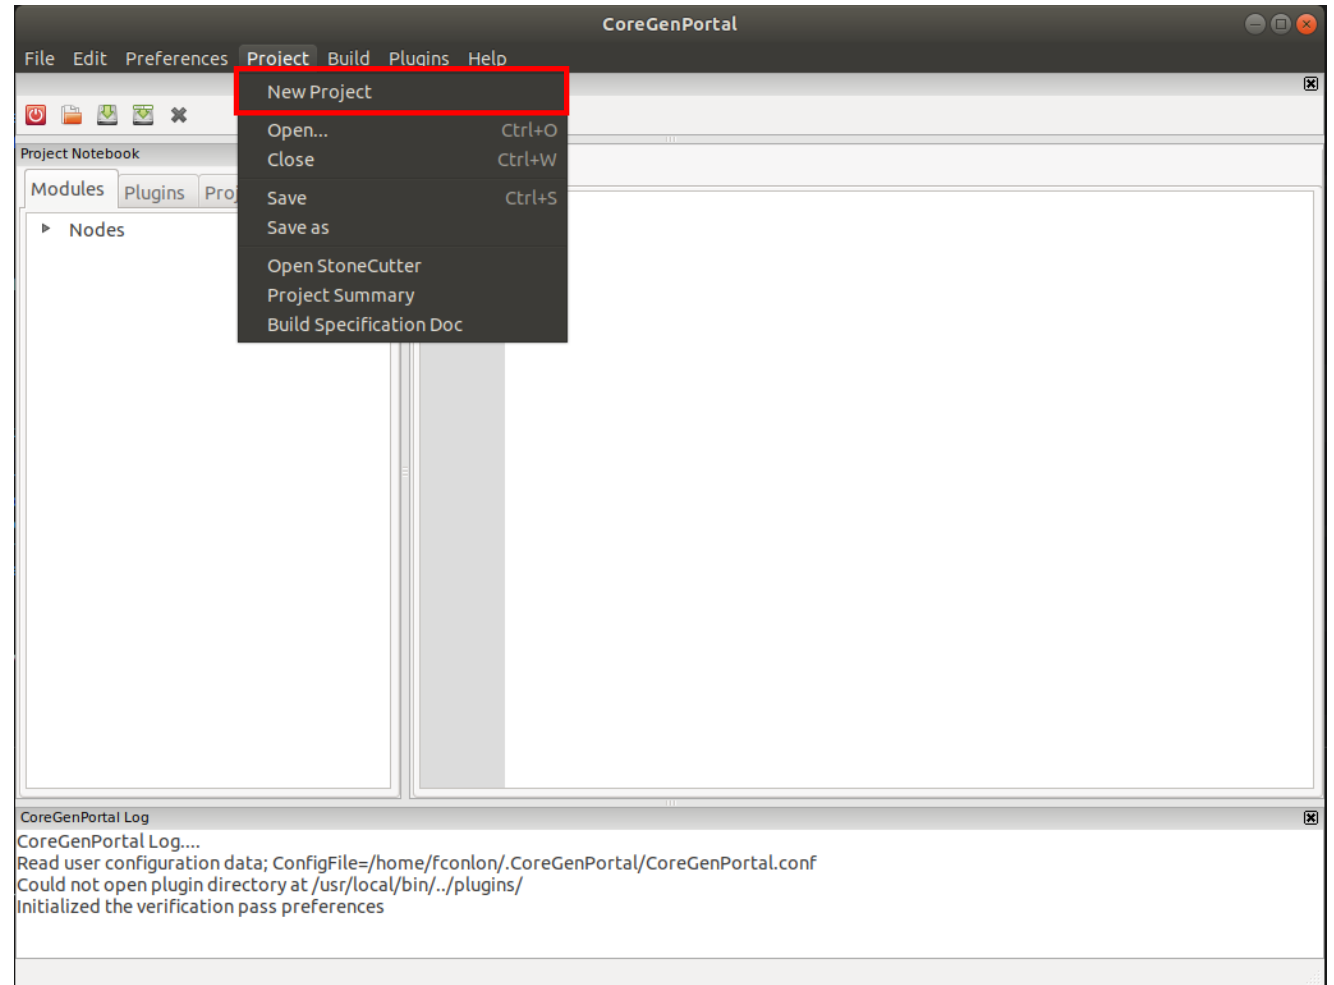 CoreGenPortal
File Edit Preferences Project Build Plugins Help
New Project
Open... Ctrl+O
Close Ctrl+W
Save Ctrl+S
Save as
Open StoneCutter
Project Summary
Build Specification Doc
Project Notebook
Modules Plugins Proj
Nodes
CoreGenPortal Log
CoreGenPortal Log....
Read user configuration data; ConfigFile=/home/fconlon/.CoreGenPortal/CoreGenPortal.conf
Could not open plugin directory at /usr/local/bin/../plugins/
Initialized the verification pass preferences